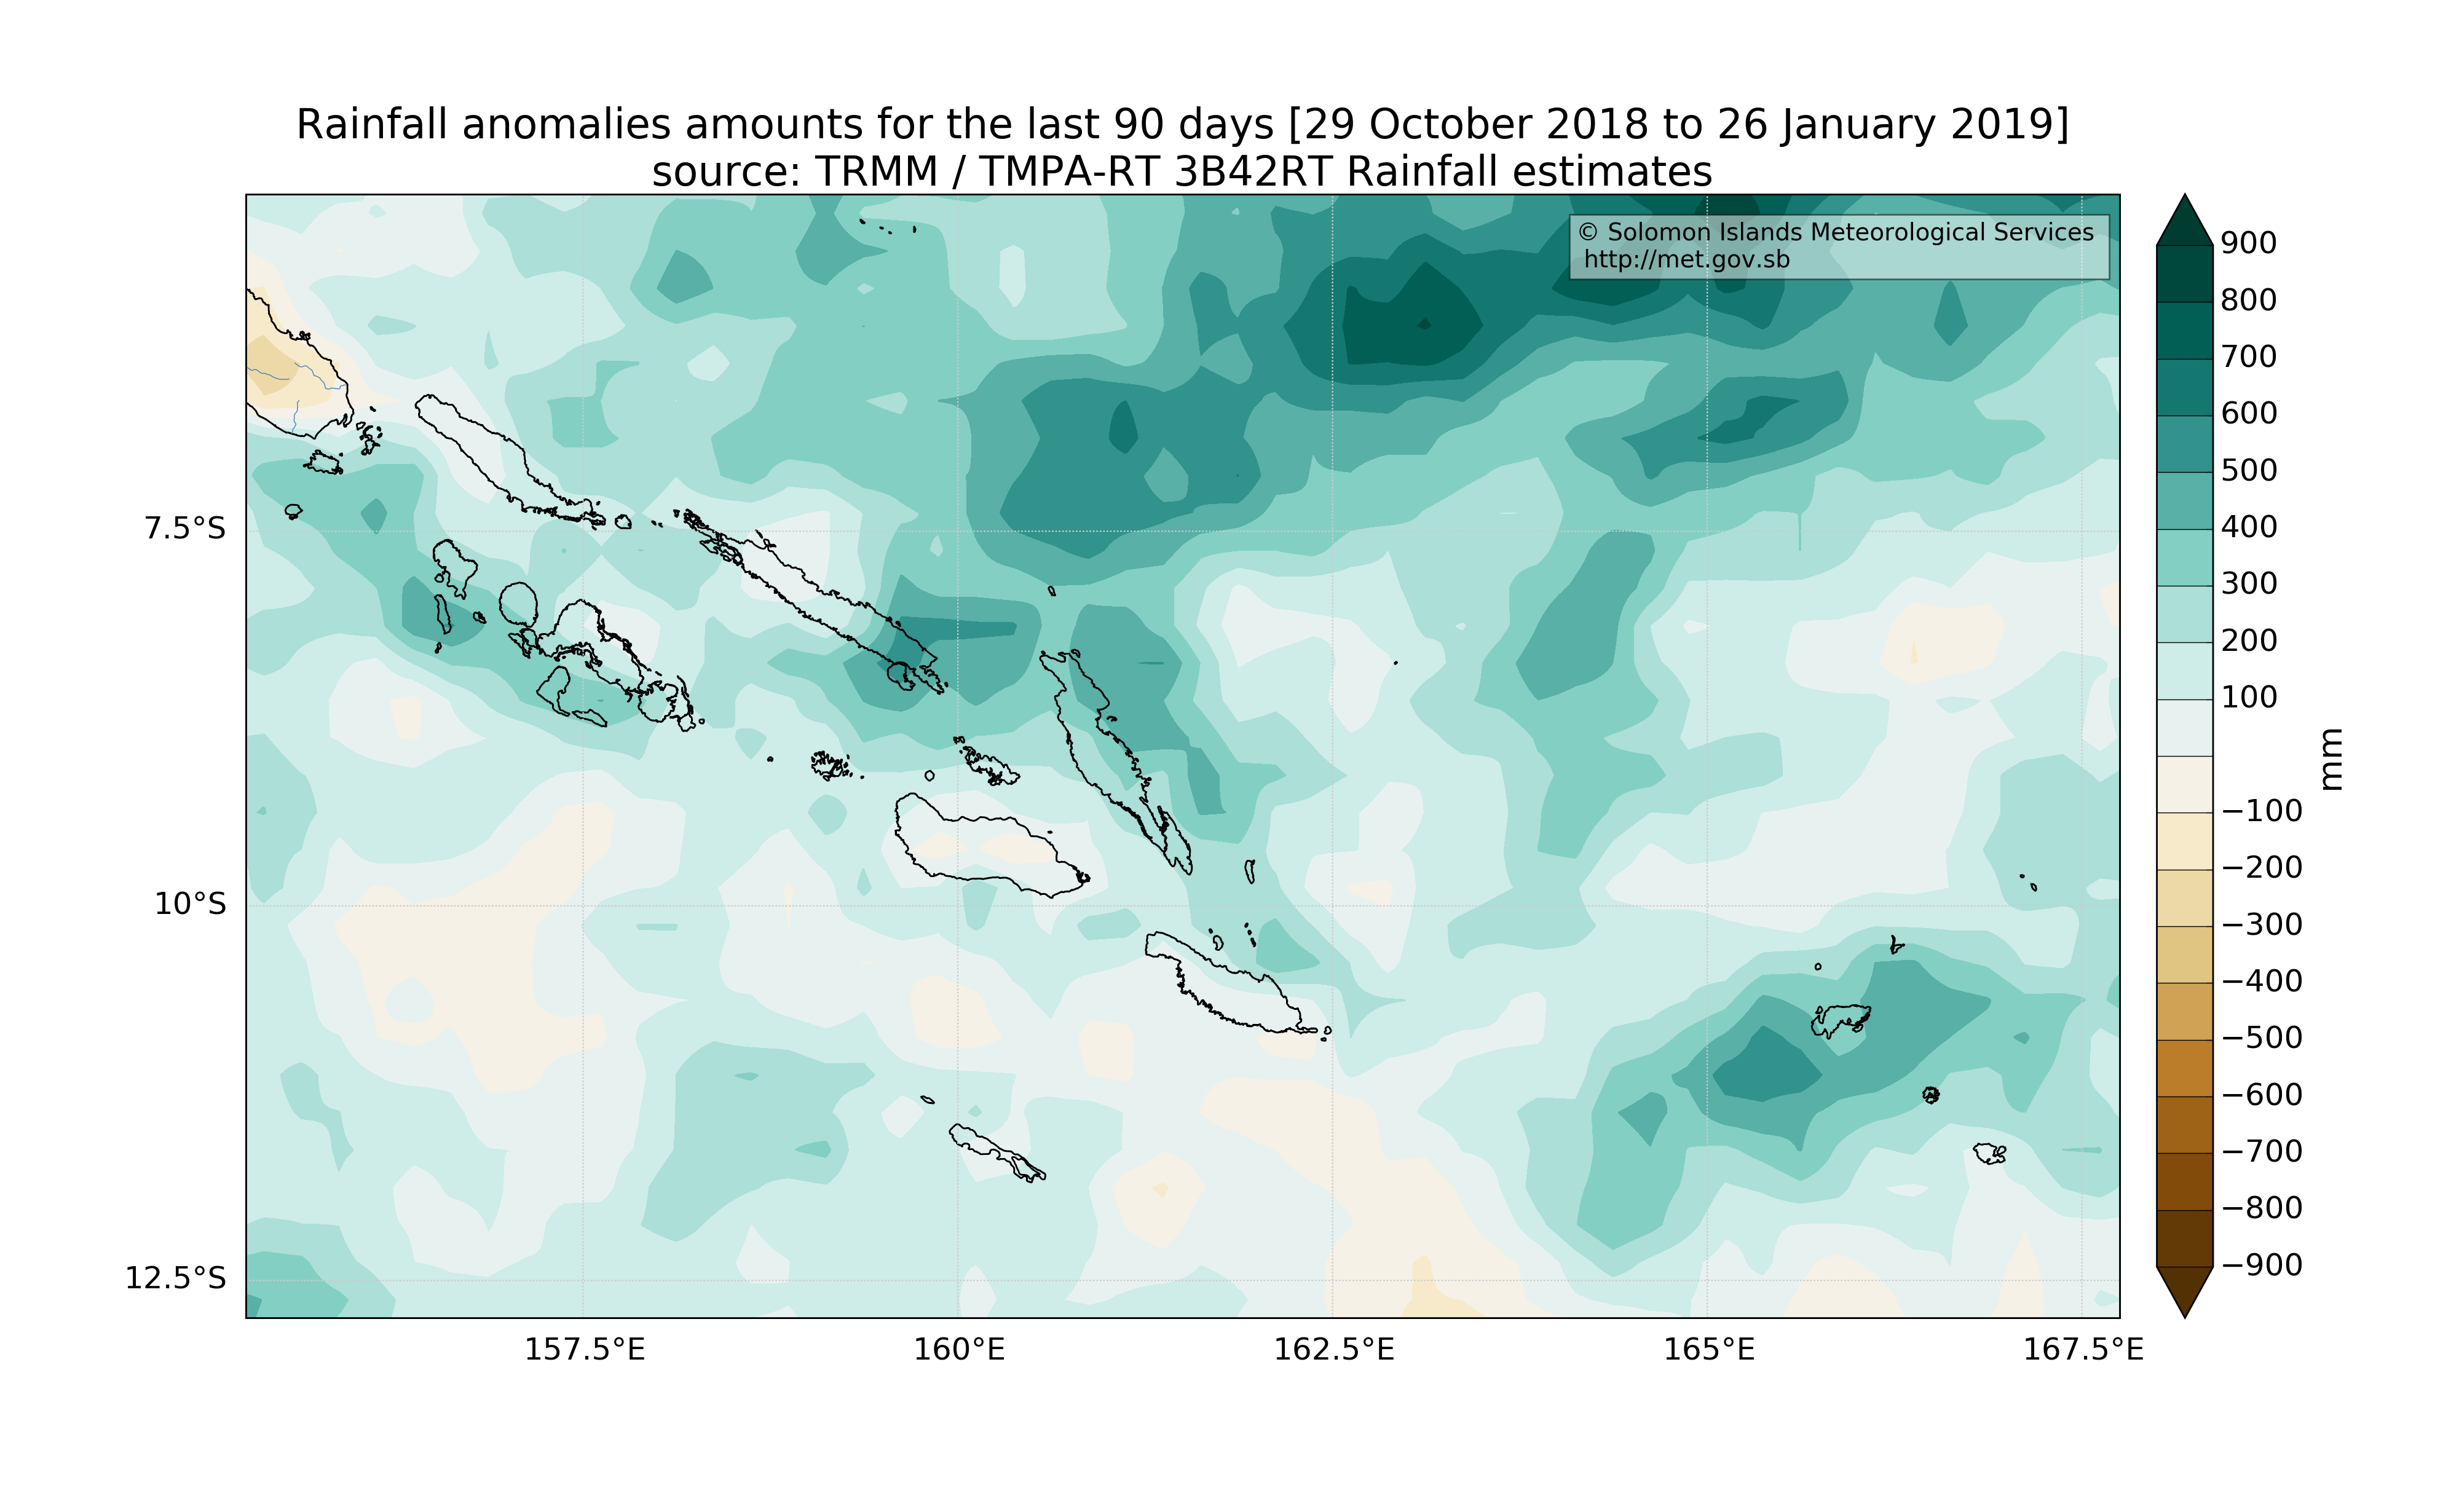 Rainfall anomalies amounts for the last 90 days [29 October 2018 to 26 January 2019]
source: TRMM / TMPA-RT 3B42RT Rainfall estimates
© Solomon Islands Meteorological Services
http://met.gov.sb
7.5°S
10°S
12.5°S
157.5°E
160°E
162.5°E
165°E
167.5°E
900
800
700
600
500
400
300
200
100
−100
−200
−300
−400
−500
−600
−700
−800
−900
mm